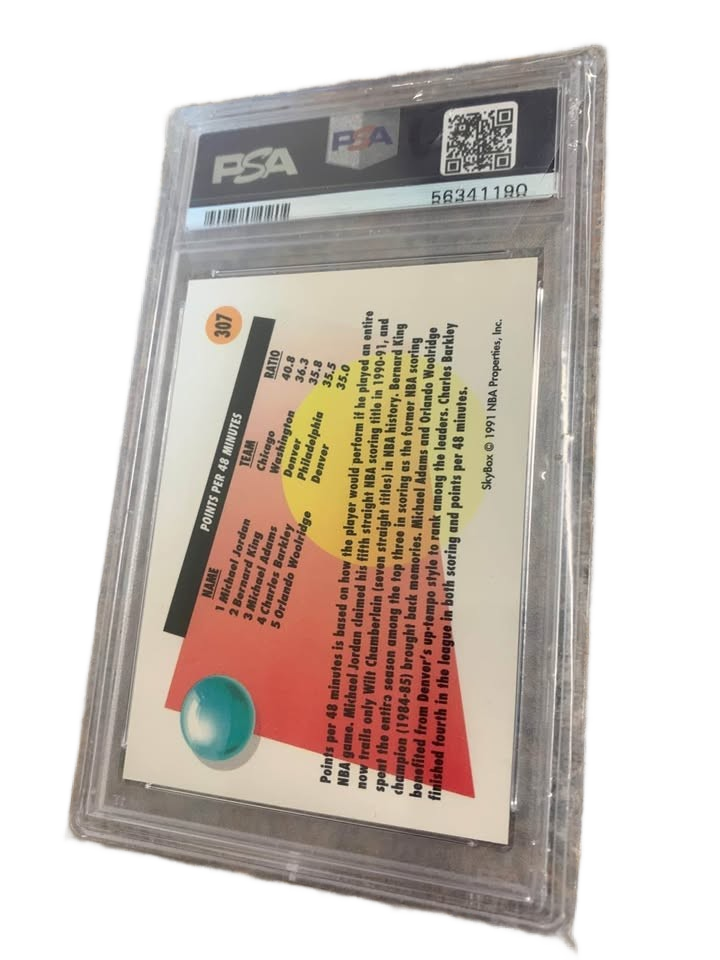 PSA
PSA
56341190
307
POINTS PER 48 MINUTES
NAME TEAM RATIO
1 Michael Jordan Chicago 40.8
2 Bernard King Washington 36.3
3 Michael Adams Denver 35.8
4 Charles Barkley Philadelphia 35.5
5 Orlando Woolridge Denver 35.0
Points per 48 minutes is based on how the player would perform if he played an entire
NBA game. Michael Jordan claimed his fifth straight NBA scoring title in 1990-91, and
now trails only Wilt Chamberlain (seven straight titles) in NBA history. Bernard King
spent the entire season among the top three in scoring as the former NBA scoring
champion (1984-85) brought back memories. Michael Adams and Orlando Woolridge
benefited from Denver's up-tempo style to rank among the leaders. Charles Barkley
finished fourth in the league in both scoring and points per 48 minutes.
SkyBox © 1991 NBA Properties, Inc.